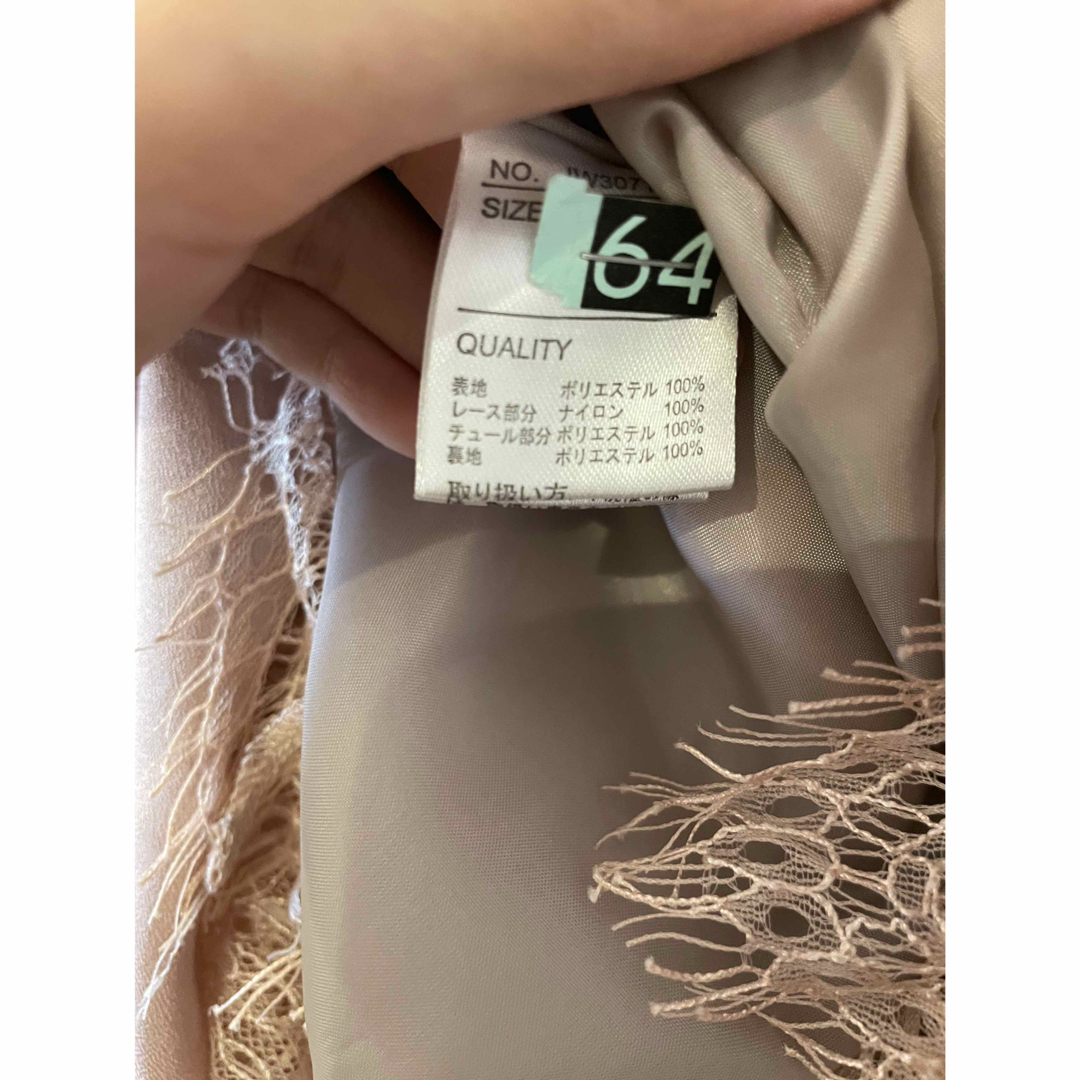 NO.
SIZE
64
QUALITY
表地 ポリエステル 100%
レース部分 ナイロン 100%
チュール部分 ポリエステル 100%
裏地 ポリエステル 100%
取り扱い方